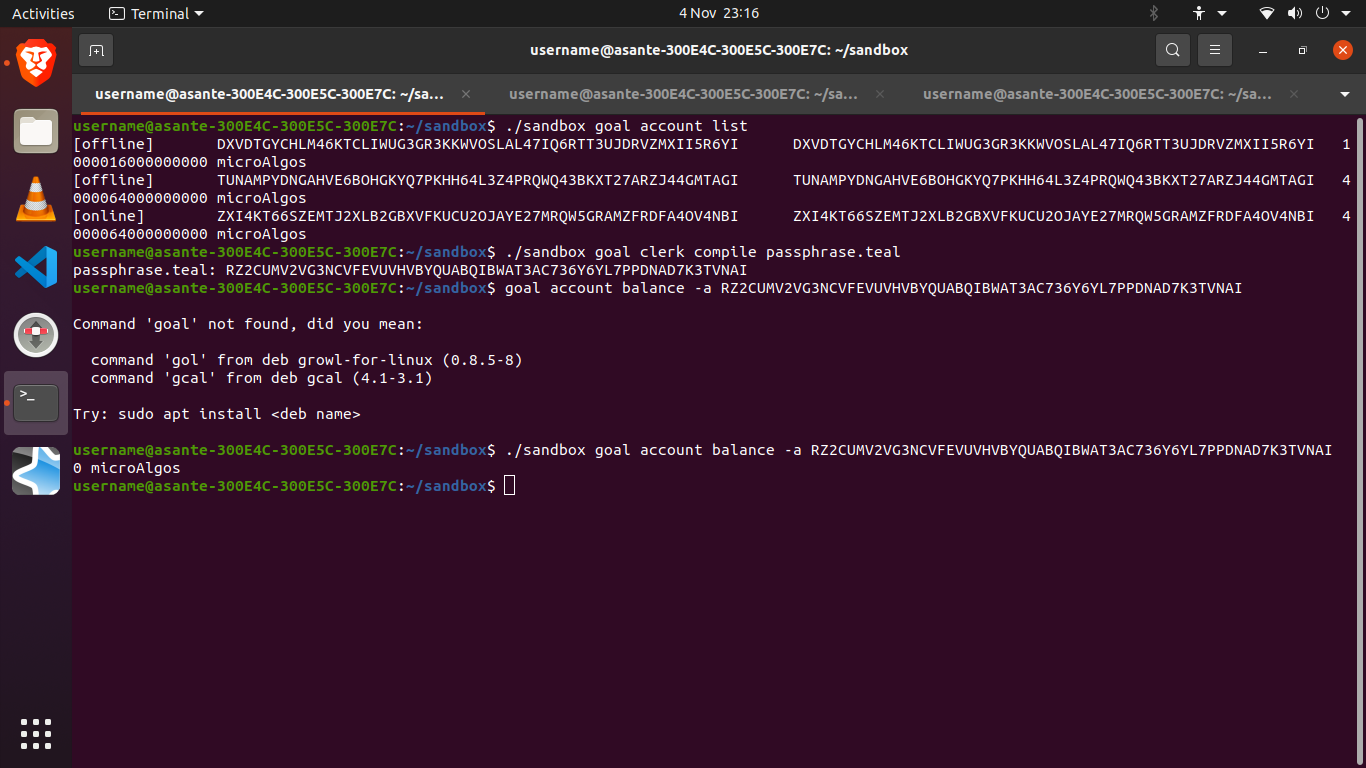 Activities
Terminal
4 Nov 23:16
username@asante-300E4C-300E5C-300E7C: ~/sandbox
username@asante-300E4C-300E5C-300E7C: ~/sa...
username@asante-300E4C-300E5C-300E7C: ~/sa...
username@asante-300E4C-300E5C-300E7C: ~/sa...
username@asante-300E4C-300E5C-300E7C:~/sandbox$ ./sandbox goal account list
[offline] DXVDTGYCHLM46KTCLIWUG3GR3KKWVOSLAL47IQ6RTT3UJDRVZMXII5R6YI DXVDTGYCHLM46KTCLIWUG3GR3KKWVOSLAL47IQ6RTT3UJDRVZMXII5R6YI 1
000016000000000 microAlgos
[offline] TUNAMPYDNGAHVE6BOHGKYQ7PKHH64L3Z4PRQWQ43BKXT27ARZJ44GMTAGI TUNAMPYDNGAHVE6BOHGKYQ7PKHH64L3Z4PRQWQ43BKXT27ARZJ44GMTAGI 4
000064000000000 microAlgos
[online] ZXI4KT66SZEMTJ2XLB2GBXVFKUCU2OJAYE27MRQW5GRAMZFRDFA4OV4NBI ZXI4KT66SZEMTJ2XLB2GBXVFKUCU2OJAYE27MRQW5GRAMZFRDFA4OV4NBI 4
000064000000000 microAlgos
username@asante-300E4C-300E5C-300E7C:~/sandbox$ ./sandbox goal clerk compile passphrase.teal
passphrase.teal: RZ2CUMV2VG3NCVFEVUVHVBYQUABQIBWAT3AC736Y6YL7PPDNAD7K3TVNAI
username@asante-300E4C-300E5C-300E7C:~/sandbox$ goal account balance -a RZ2CUMV2VG3NCVFEVUVHVBYQUABQIBWAT3AC736Y6YL7PPDNAD7K3TVNAI
Command 'goal' not found, did you mean:
command 'gol' from deb growl-for-linux (0.8.5-8)
command 'gcal' from deb gcal (4.1-3.1)
Try: sudo apt install <deb name>
username@asante-300E4C-300E5C-300E7C:~/sandbox$ ./sandbox goal account balance -a RZ2CUMV2VG3NCVFEVUVHVBYQUABQIBWAT3AC736Y6YL7PPDNAD7K3TVNAI
0 microAlgos
username@asante-300E4C-300E5C-300E7C:~/sandbox$